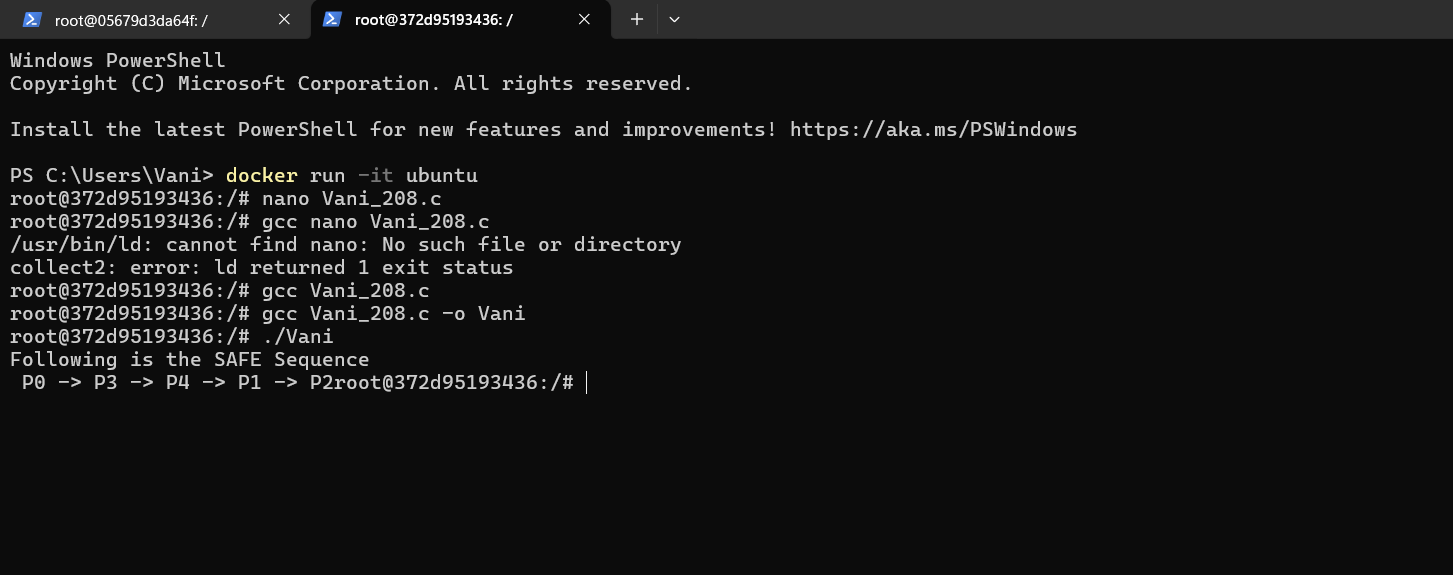 root@05679d3da64f: /
root@372d95193436: /
Windows PowerShell
Copyright (C) Microsoft Corporation. All rights reserved.
Install the latest PowerShell for new features and improvements! https://aka.ms/PSWindows
PS C:\Users\Vani> docker run -it ubuntu
root@372d95193436:/# nano Vani_208.c
root@372d95193436:/# gcc nano Vani_208.c
/usr/bin/ld: cannot find nano: No such file or directory
collect2: error: ld returned 1 exit status
root@372d95193436:/# gcc Vani_208.c
root@372d95193436:/# gcc Vani_208.c -o Vani
root@372d95193436:/# ./Vani
Following is the SAFE Sequence
 P0 -> P3 -> P4 -> P1 -> P2root@372d95193436:/#